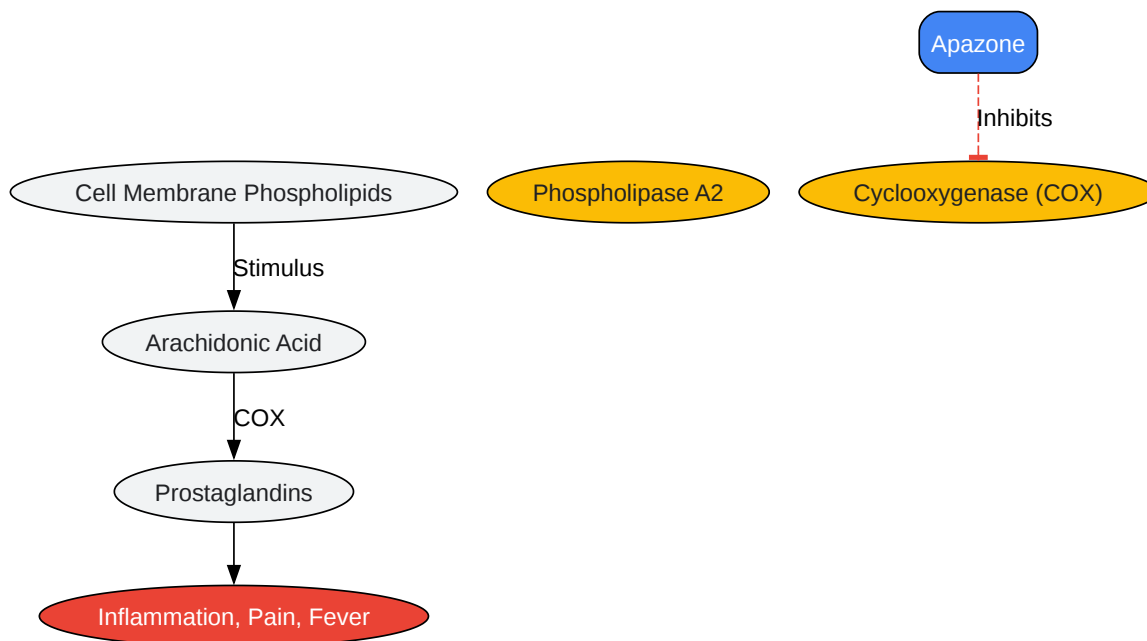 Apazone
Inhibits
Cell Membrane Phospholipids
Phospholipase A2
Cyclooxygenase (COX)
Stimulus
Arachidonic Acid
COX
Prostaglandins
Inflammation, Pain, Fever